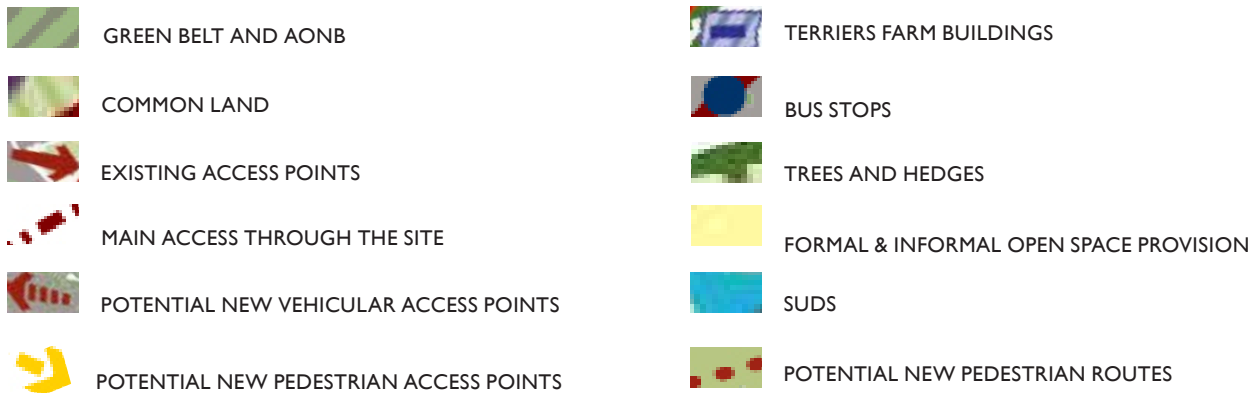 GREEN BELT AND AONB
COMMON LAND
EXISTING ACCESS POINTS
MAIN ACCESS THROUGH THE SITE
POTENTIAL NEW VEHICULAR ACCESS POINTS
POTENTIAL NEW PEDESTRIAN ACCESS POINTS
TERRIERS FARM BUILDINGS
BUS STOPS
TREES AND HEDGES
FORMAL & INFORMAL OPEN SPACE PROVISION
SUDS
POTENTIAL NEW PEDESTRIAN ROUTES